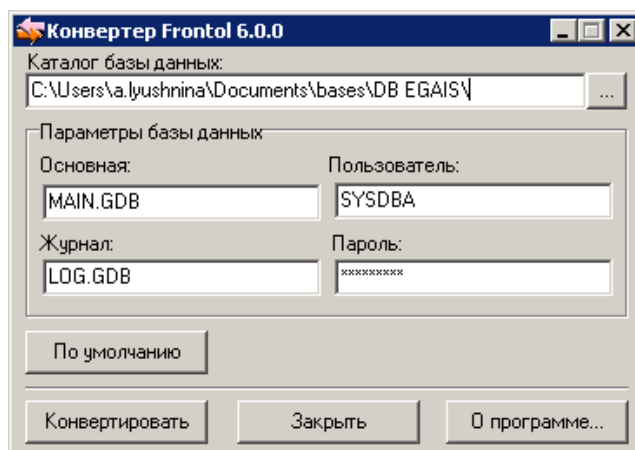 Конвертер Frontol 6.0.0
Каталог базы данных:
C:\Users\a.lyushnina\Documents\bases\DB EGAIS\
...
Параметры базы данных
Основная: Пользователь:
MAIN.GDB SYSDBA
Журнал: Пароль:
LOG.GDB *********
По умолчанию
Конвертировать Закрыть О программе...